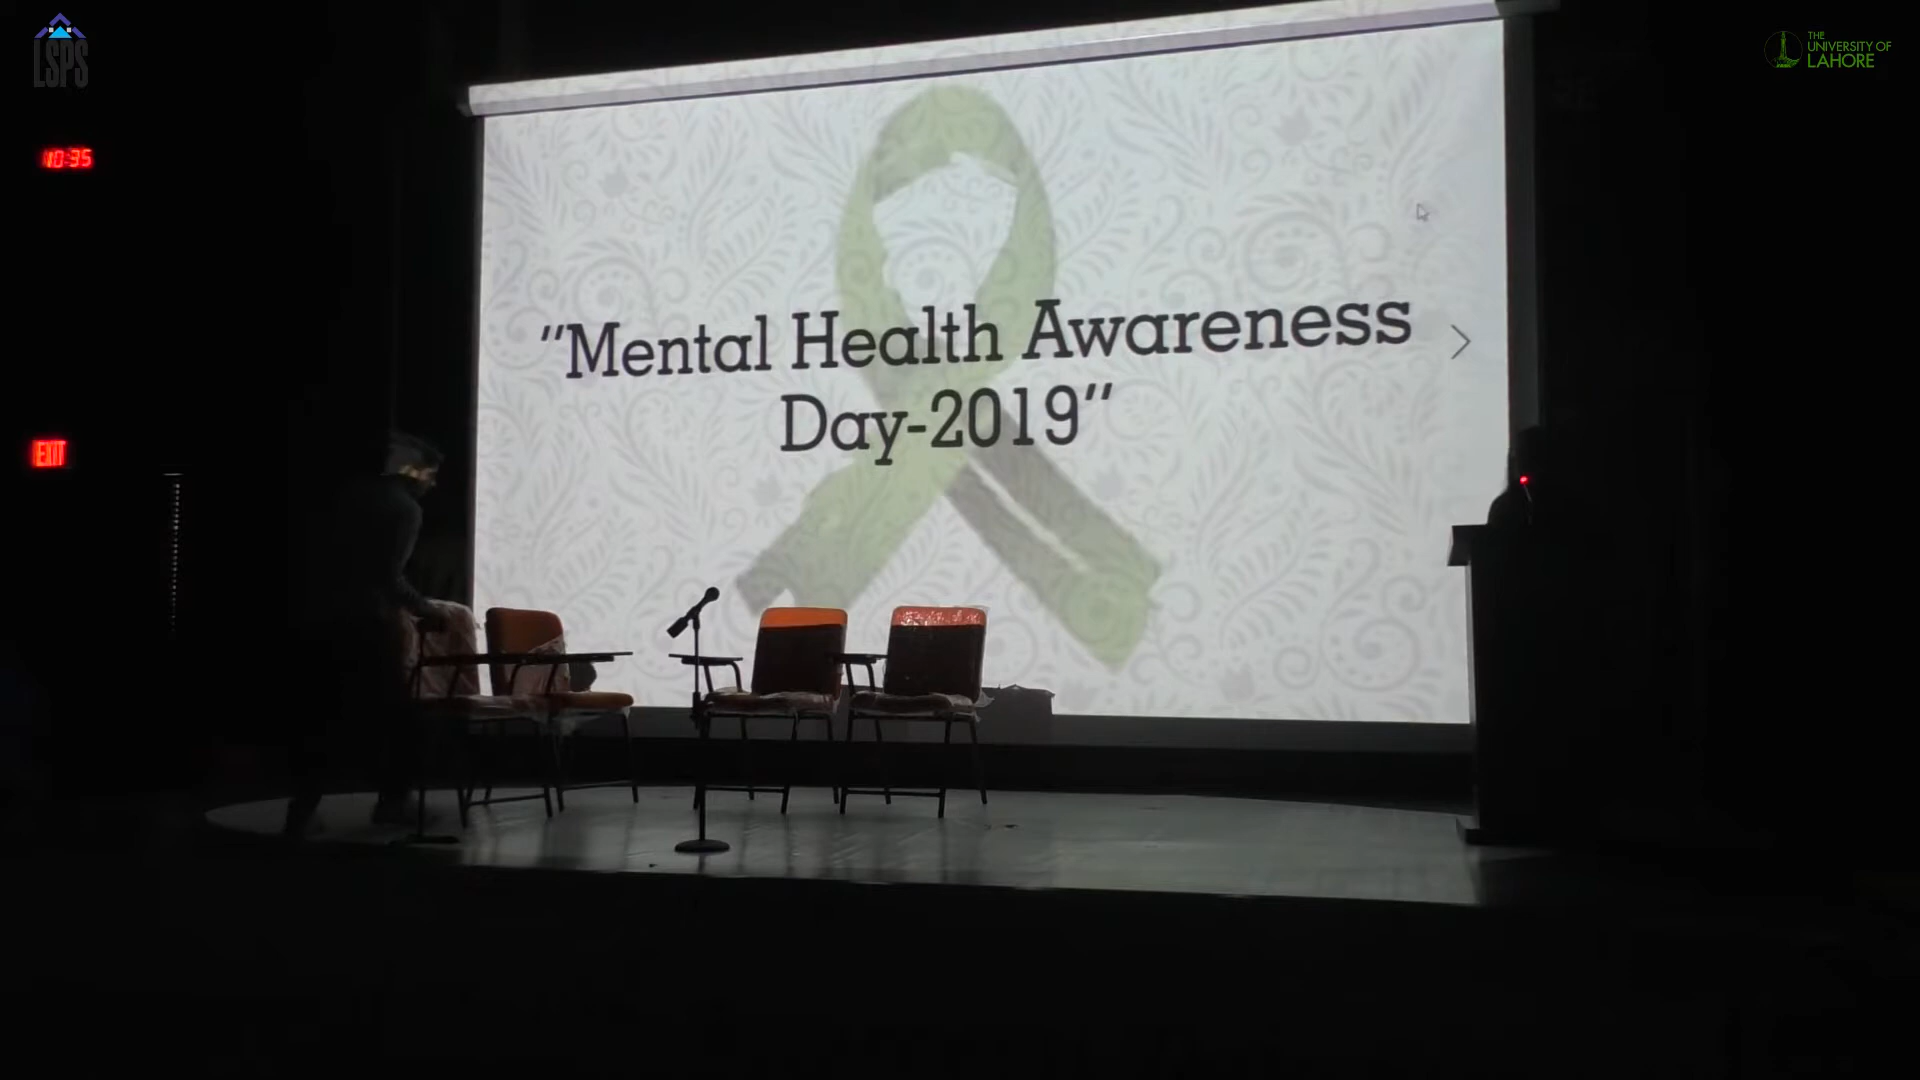 LSPS
THE
UNIVERSITY OF
LAHORE
10:35
"Mental Health Awareness
Day-2019"
EXIT